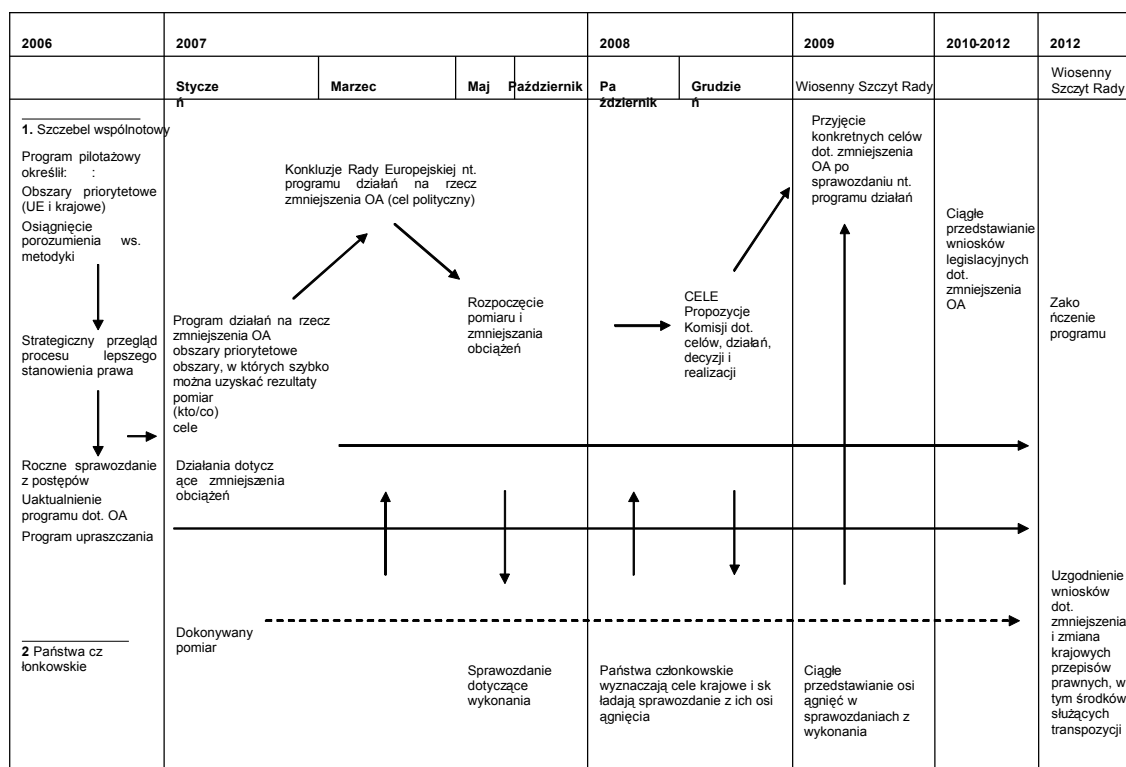 2006
2007
2008
2009
2010-2012
2012
Stycze
ń
Marzec
Maj
Październik
Pa
ździernik
Grudzie
ń
Wiosenny Szczyt Rady
Wiosenny
Szczyt Rady
1. Szczebel wspólnotowy
Program pilotażowy
określił: :
Obszary priorytetowe
(UE i krajowe)
Osiągnięcie
porozumienia ws.
metodyki
Strategiczny przegląd
procesu lepszego
stanowienia prawa
Roczne sprawozdanie
z postępów
Uaktualnienie
programu dot. OA
Program upraszczania
Konkluzje Rady Europejskiej nt.
programu działań na rzecz
zmniejszenia OA (cel polityczny)
Program działań na rzecz
zmniejszenia OA
obszary priorytetowe
obszary, w których szybko
można uzyskać rezultaty
pomiar
(kto/co)
cele
Działania dotycz
ące zmniejszenia
obciążeń
Rozpoczęcie
pomiaru i
zmniejszania
obciążeń
CELE
Propozycje
Komisji dot.
celów, działań,
decyzji i
realizacji
Przyjęcie
konkretnych celów
dot. zmniejszenia
OA po
sprawozdaniu nt.
programu działań
Ciągłe
przedstawianie
wniosków
legislacyjnych
dot.
zmniejszenia
OA
Zako
ńczenie
programu
2 Państwa cz
łonkowskie
Dokonywany
pomiar
Sprawozdanie
dotyczące
wykonania
Państwa członkowskie
wyznaczają cele krajowe i sk
ładają sprawozdanie z ich osi
ągnięcia
Ciągłe
przedstawianie osi
ągnięć w
sprawozdaniach z
wykonania
Uzgodnienie
wniosków
dot.
zmniejszenia
i zmiana
krajowych
przepisów
prawnych, w
tym środków
służących
transpozycji